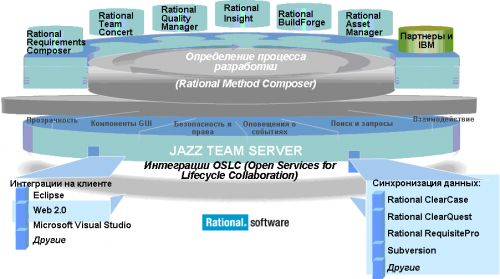 Rational
Requirements
Composer
Rational
Team
Concert
Rational
Quality
Manager
Rational
Insight
Rational
BuildForge
Rational
Asset
Manager
Партнеры и
IBM
Определение процесса
разработки
(Rational Method Composer)
Прозрачность
Компоненты GUI
Безопасность и
права
Оповещения о
событиях
Поиск и запросы
Взаимодействие
JAZZ TEAM SERVER
Интеграции OSLC (Open Services for
Lifecycle Collaboration)
Интеграции на клиенте
Eclipse
Web 2.0
Microsoft Visual Studio
Другие
Rational. software
Синхронизация данных:
Rational ClearCase
Rational ClearQuest
Rational RequisitePro
Subversion
Другие